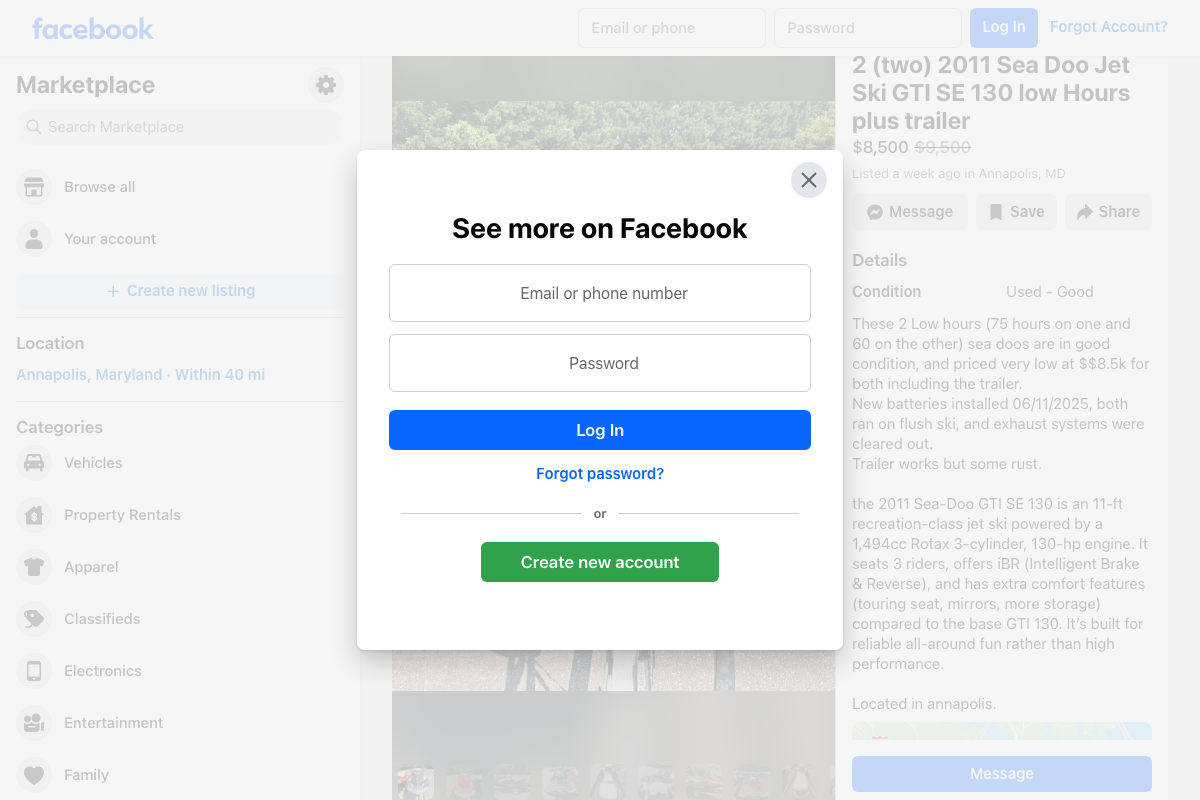 facebook
Email or phone
Password
Log In
Forgot Account?
Marketplace
Search Marketplace
Browse all
Your account
+ Create new listing
Location
Annapolis, Maryland · Within 40 mi
Categories
Vehicles
Property Rentals
Apparel
Classifieds
Electronics
Entertainment
Family
See more on Facebook
Email or phone number
Password
Log In
Forgot password?
or
Create new account
2 (two) 2011 Sea Doo Jet
Ski GTI SE 130 low Hours
plus trailer
$8,500 $9,500
Listed a week ago in Annapolis, MD
Message
Save
Share
Details
Condition
Used - Good
These 2 Low hours (75 hours on one and
60 on the other) sea doos are in good
condition, and priced very low at $$8.5k for
both including the trailer.
New batteries installed 06/11/2025, both
ran on flush ski, and exhaust systems were
cleared out.
Trailer works but some rust.
the 2011 Sea-Doo GTI SE 130 is an 11-ft
recreation-class jet ski powered by a
1,494cc Rotax 3-cylinder, 130-hp engine. It
seats 3 riders, offers iBR (Intelligent Brake
& Reverse), and has extra comfort features
(touring seat, mirrors, more storage)
compared to the base GTI 130. It’s built for
reliable all-around fun rather than high
performance.
Located in annapolis.
Message